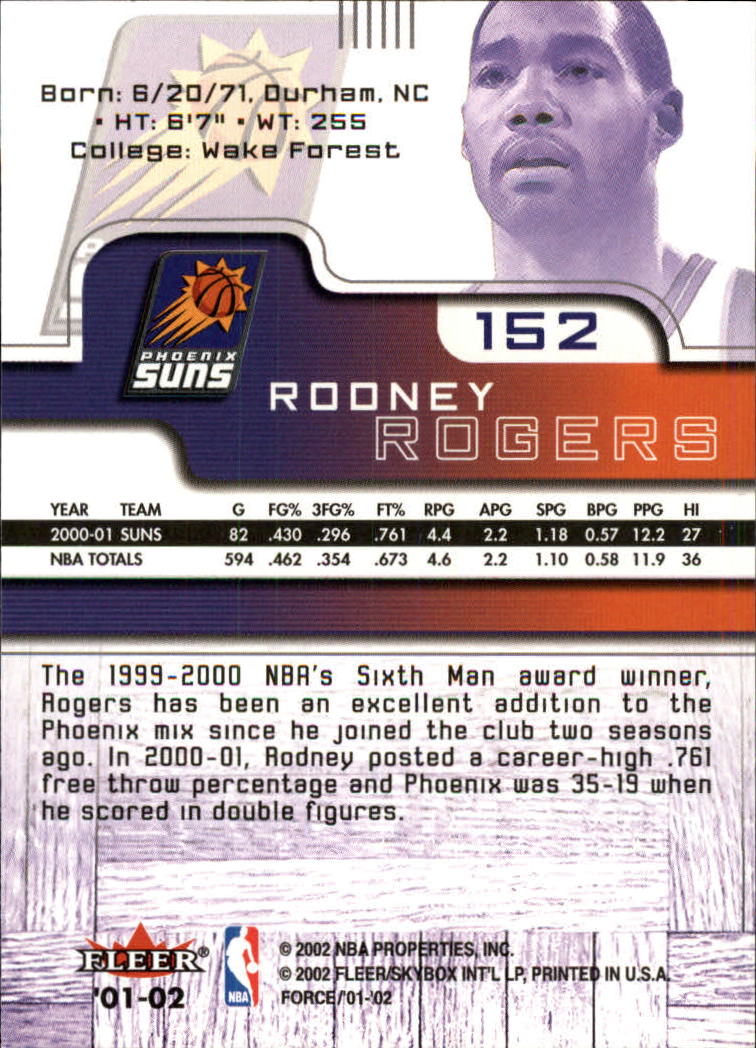 Born: 6/20/71, Durham, NC
• HT: 6'7" • WT: 255
College: Wake Forest
PHOENIX
SUNS
152
RODNEY
ROGERS
YEAR TEAM G FG% 3FG% FT% RPG APG SPG BPG PPG HI
2000-01 SUNS 82 .430 .296 .761 4.4 2.2 1.18 0.57 12.2 27
NBA TOTALS 594 .462 .354 .673 4.6 2.2 1.10 0.58 11.9 36
The 1999-2000 NBA's Sixth Man award winner,
Rogers has been an excellent addition to the
Phoenix mix since he joined the club two seasons
ago. In 2000-01, Rodney posted a career-high .761
free throw percentage and Phoenix was 35-19 when
he scored in double figures.
FLEER®
'01-02
NBA
© 2002 NBA PROPERTIES, INC.
© 2002 FLEER/SKYBOX INT'L LP, PRINTED IN U.S.A.
FORCE/'01-'02